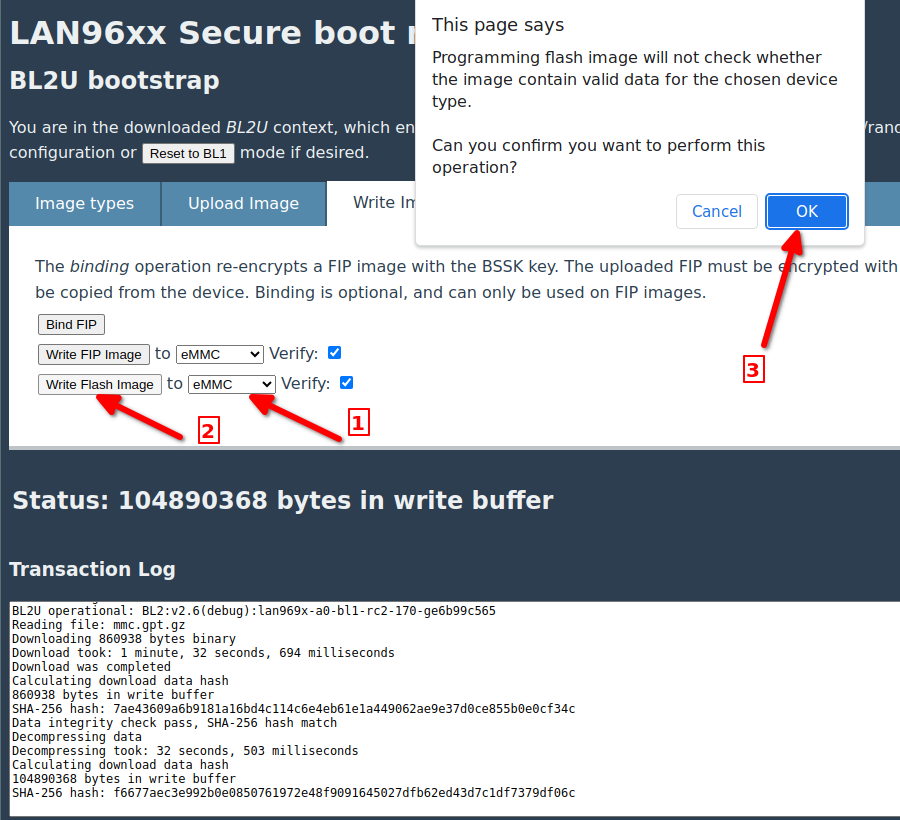 LAN96xx Secure boot
This page says
Programming flash image will not check whether
the image contain valid data for the chosen device
type.
Can you confirm you want to perform this
operation?
Cancel
OK
BL2U bootstrap
You are in the downloaded BL2U context, which
configuration or Reset to BL1 mode if desired.
Image types
Upload Image
Write
3
The binding operation re-encrypts a FIP image with the BSSK key. The uploaded FIP must be encrypted with
be copied from the device. Binding is optional, and can only be used on FIP images.
Bind FIP
Write FIP Image to eMMC Verify:
Write Flash Image to eMMC Verify:
2
1
Status: 104890368 bytes in write buffer
Transaction Log
BL2U operational: BL2:v2.6(debug):lan969x-a0-bl1-rc2-170-ge6b99c565
Reading file: mmc.gpt.gz
Downloading 860938 bytes binary
Download took: 1 minute, 32 seconds, 694 milliseconds
Download was completed
Calculating download data hash
860938 bytes in write buffer
SHA-256 hash: 7ae43609a6b9181a16bd4c114c6e4eb61e1a449062ae9e37d0ce855b0e0cf34c
Data integrity check pass, SHA-256 hash match
Decompressing data
Decompressing took: 32 seconds, 503 milliseconds
Calculating download data hash
104890368 bytes in write buffer
SHA-256 hash: f6677aec3e992b0e0850761972e48f9091645027dfb62ed43d7c1df7379df06c